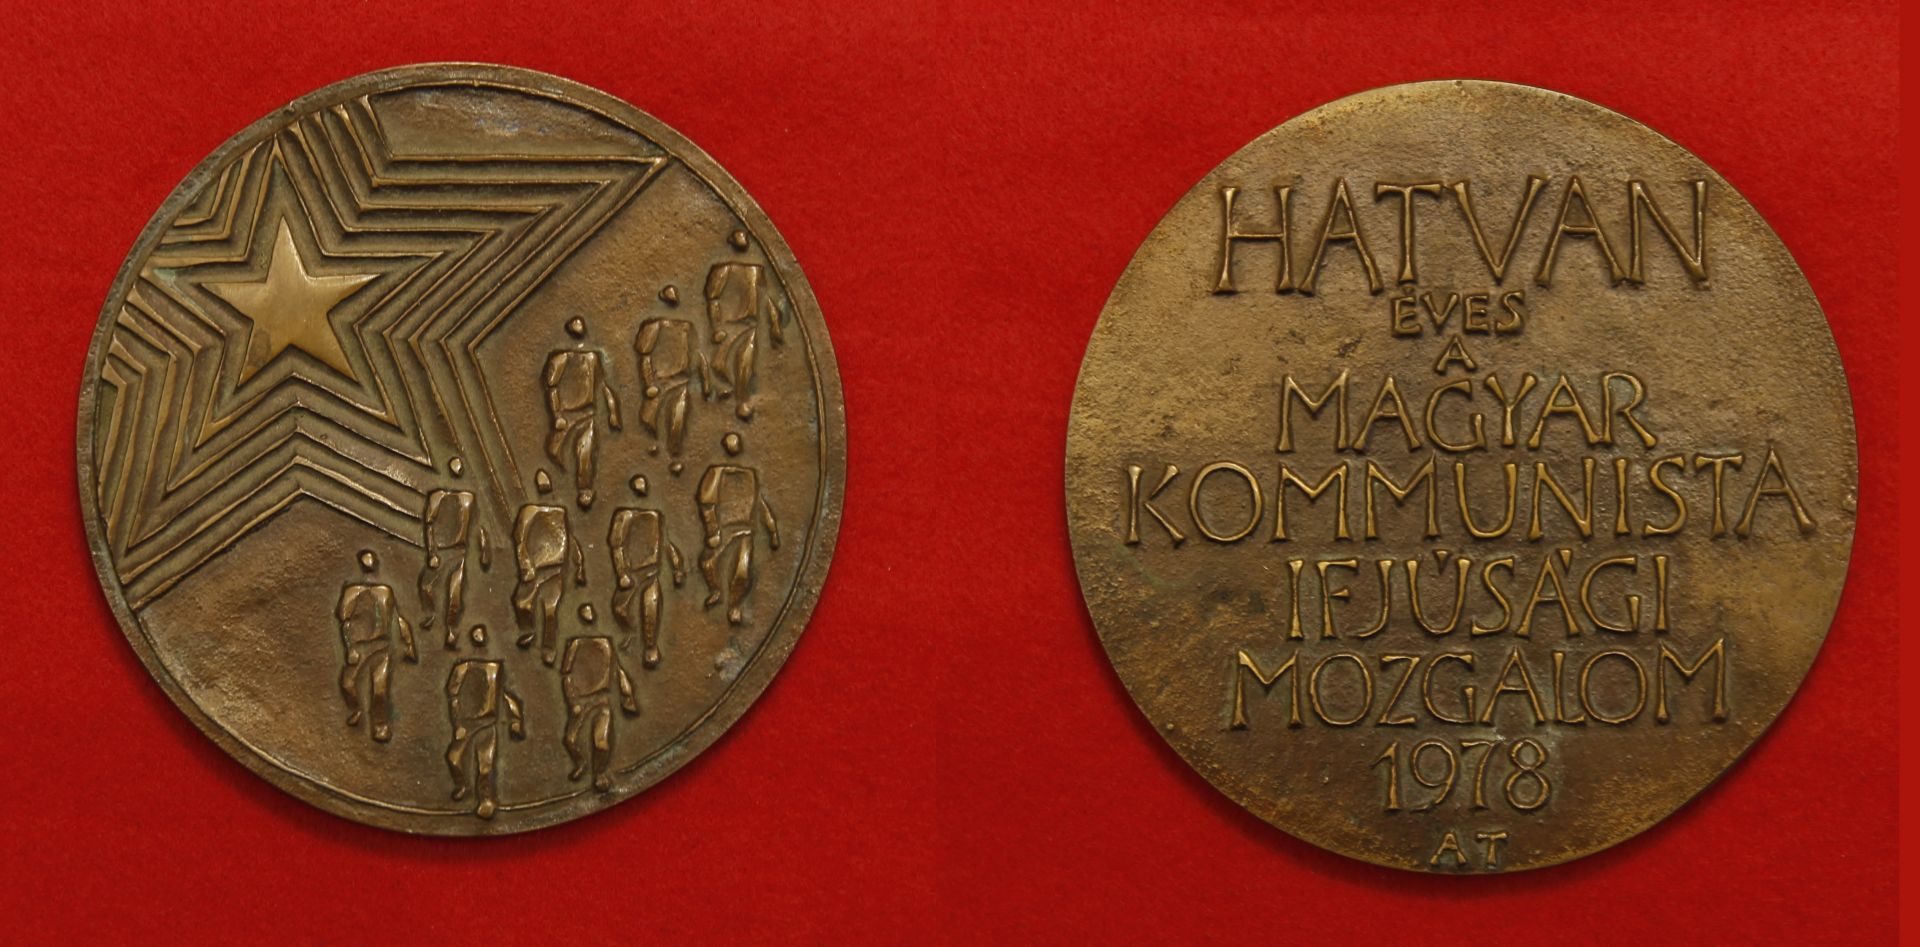 HATVAN
ÉVES
A
MAGYAR
KOMMUNISTA
IFJÚSÁGI
MOZGALOM
1978
AT